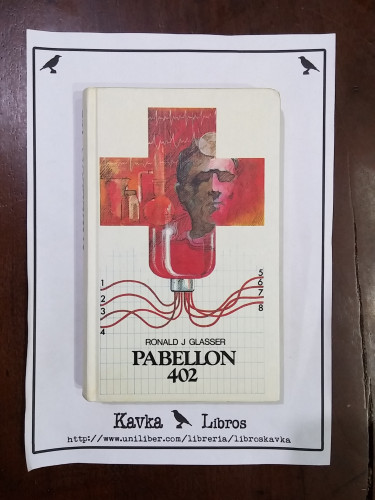 1
2
3
4
5
6
7
8
RONALD J GLASSER
PABELLON
402
Kavka Libros
http://www.uniliber.com/libreria/libroskavka